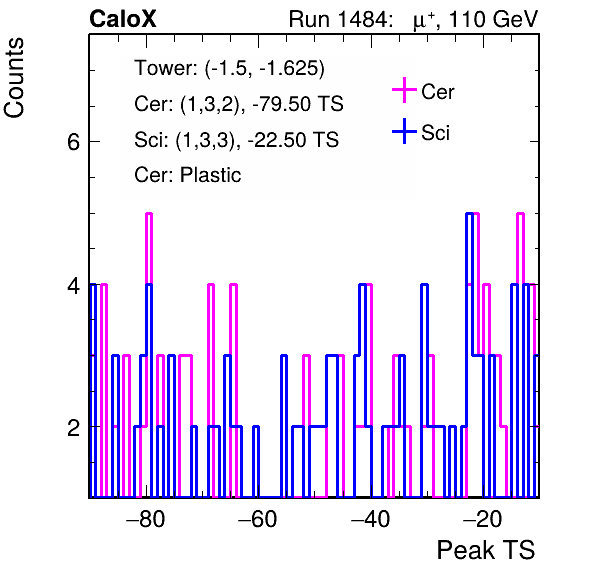 CaloX
Run 1484: μ⁺, 110 GeV
Counts
Tower: (-1.5, -1.625)
Cer: (1,3,2), -79.50 TS
Sci: (1,3,3), -22.50 TS
Cer: Plastic
Cer
Sci
6
4
2
−80 −60 −40 −20
Peak TS